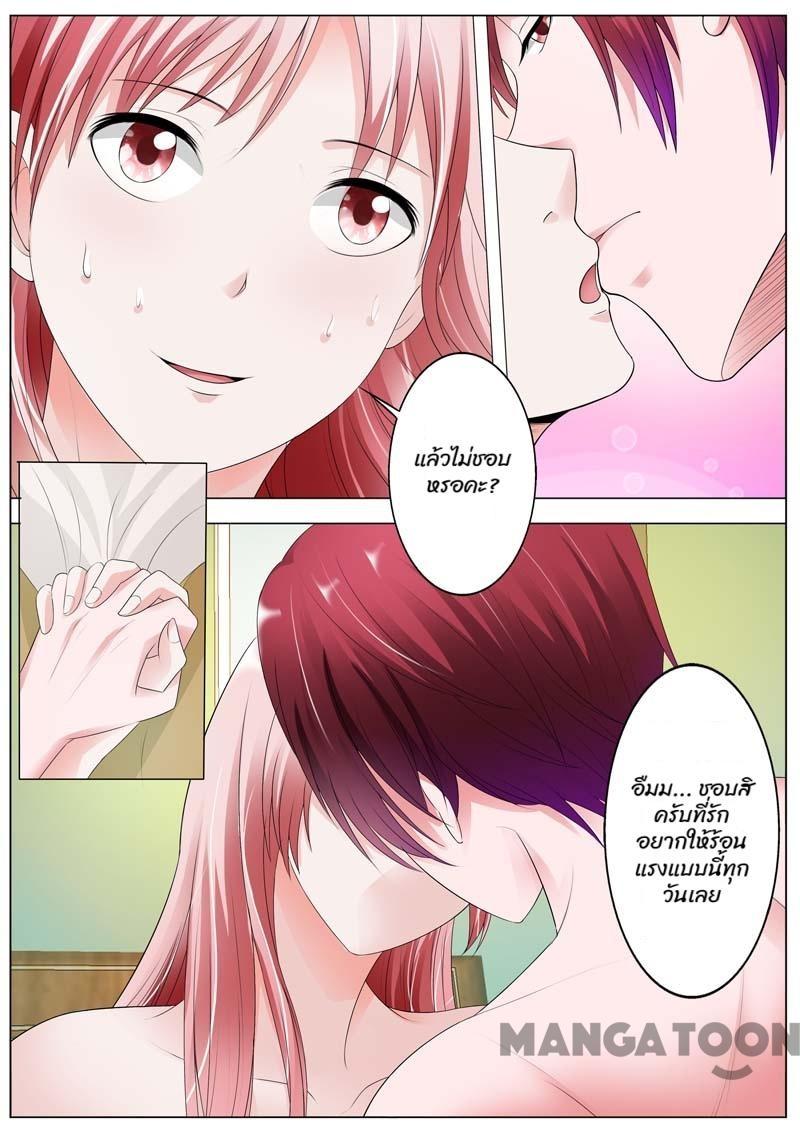 แล้วไม่ชอบ
หรอคะ?
อืมม... ชอบสิ
ครับที่รัก
อยากให้ร้อน
แรงแบบนี้ทุก
วันเลย
MANGATOON